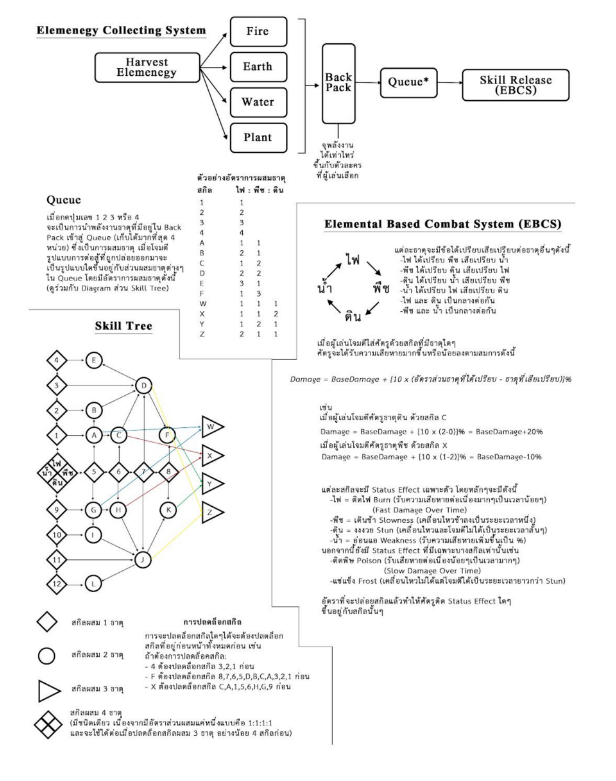 Elemenegy Collecting System
Harvest
Elemenegy
Fire
Earth
Water
Plant
Back
Pack
Queue*
Skill Release
(EBCS)
จุพลังงาน
ได้เท่าไหร่
ขึ้นกับตัวละคร
ที่ผู้เล่นเลือก
Queue
เมื่อกดปุ่มเลข 1 2 3 หรือ 4
จะเป็นการนำพลังงานธาตุที่มีอยู่ใน Back
Pack เข้าสู่ Queue (เก็บได้มากที่สุด 4
หน่วย) ซึ่งเป็นการผสมธาตุ เมื่อโจมตี
รูปแบบการต่อสู้ที่ถูกปล่อยออกมาจะ
เป็นรูปแบบใดขึ้นอยู่กับส่วนผสมธาตุต่างๆ
ใน Queue โดยมีอัตราการผสมธาตุดังนี้
(ดูร่วมกับ Diagram ส่วน Skill Tree)
ตัวอย่างอัตราการผสมธาตุ
สกิล ไฟ : พืช : ดิน
1 1
2 2
3 3
4 4
A 1 1
B 2 1
C 1 2
D 2 2
E 3 1
F 1 3
W 1 1 1
X 1 1 2
Y 1 2 1
Z 2 1 1
Elemental Based Combat System (EBCS)
ไฟ
พืช
ดิน
น้ำ
แต่ละธาตุจะมีข้อได้เปรียบเสียเปรียบต่อธาตุอื่นๆดังนี้
-ไฟ ได้เปรียบ พืช เสียเปรียบ น้ำ
-พืช ได้เปรียบ ดิน เสียเปรียบ ไฟ
-ดิน ได้เปรียบ น้ำ เสียเปรียบ พืช
-น้ำ ได้เปรียบ ไฟ เสียเปรียบ ดิน
-ไฟ และ ดิน เป็นกลางต่อกัน
-พืช และ น้ำ เป็นกลางต่อกัน
เมื่อผู้เล่นโจมตีใส่ศัตรูด้วยสกิลที่มีธาตุใดๆ
ศัตรูจะได้รับความเสียหายมากขึ้นหรือน้อยลงตามสมการดังนี้
Damage = BaseDamage + [10 x (อัตราส่วนธาตุที่ได้เปรียบ - ธาตุที่เสียเปรียบ)]%
เช่น
เมื่อผู้เล่นโจมตีศัตรูธาตุดิน ด้วยสกิล C
Damage = BaseDamage + [10 x (2-0)]% = BaseDamage+20%
เมื่อผู้เล่นโจมตีศัตรูธาตุพืช ด้วยสกิล X
Damage = BaseDamage + [10 x (1-2)]% = BaseDamage-10%
แต่ละสกิลจะมี Status Effect เฉพาะตัว โดยหลักๆจะมีดังนี้
-ไฟ = ติดไฟ Burn (รับความเสียหายต่อเนื่องมากๆเป็นเวลาน้อยๆ)
(Fast Damage Over Time)
-พืช = เดินช้า Slowness (เคลื่อนไหวช้าลงเป็นระยะเวลาหนึ่ง)
-ดิน = งงงวย Stun (เคลื่อนไหวและโจมตีไม่ได้เป็นระยะเวลาสั้นๆ)
-น้ำ = อ่อนแอ Weakness (รับความเสียหายเพิ่มขึ้นเป็น %)
นอกจากนี้ยังมี Status Effect ที่มีเฉพาะบางสกิลเท่านั้นเช่น
-ติดพิษ Poison (รับเสียหายต่อเนื่องน้อยๆเป็นเวลามากๆ)
(Slow Damage Over Time)
-แช่แข็ง Frost (เคลื่อนไหวไม่ได้แต่โจมตีได้เป็นระยะเวลายาวกว่า Stun)
อัตราที่จะปล่อยสกิลแล้วทำให้ศัตรูติด Status Effect ใดๆ
ขึ้นอยู่กับสกิลนั้นๆ
Skill Tree
4 E
3 D
2 B
1 A C F W
ไฟ
น้ำ พืช 5 6 7 8 X
ดิน
9 G H K Y
10 I Z
11 J
12 L
สกิลผสม 1 ธาตุ
สกิลผสม 2 ธาตุ
สกิลผสม 3 ธาตุ
สกิลผสม 4 ธาตุ
(มีชนิดเดียว เนื่องจากมีอัตราส่วนผสมแค่หนึ่งแบบคือ 1:1:1:1
และจะใช้ได้ต่อเมื่อปลดล็อกสกิลผสม 3 ธาตุ อย่างน้อย 4 สกิลก่อน)
การปลดล็อกสกิล
การจะปลดล็อกสกิลใดๆได้จะต้องปลดล็อก
สกิลที่อยู่ก่อนหน้าทั้งหมดก่อน เช่น
ถ้าต้องการปลดล็อคสกิล:
- 4 ต้องปลดล็อกสกิล 3,2,1 ก่อน
- F ต้องปลดล็อกสกิล 8,7,6,5,D,B,C,A,3,2,1 ก่อน
- X ต้องปลดล็อกสกิล C,A,1,5,6,H,G,9 ก่อน